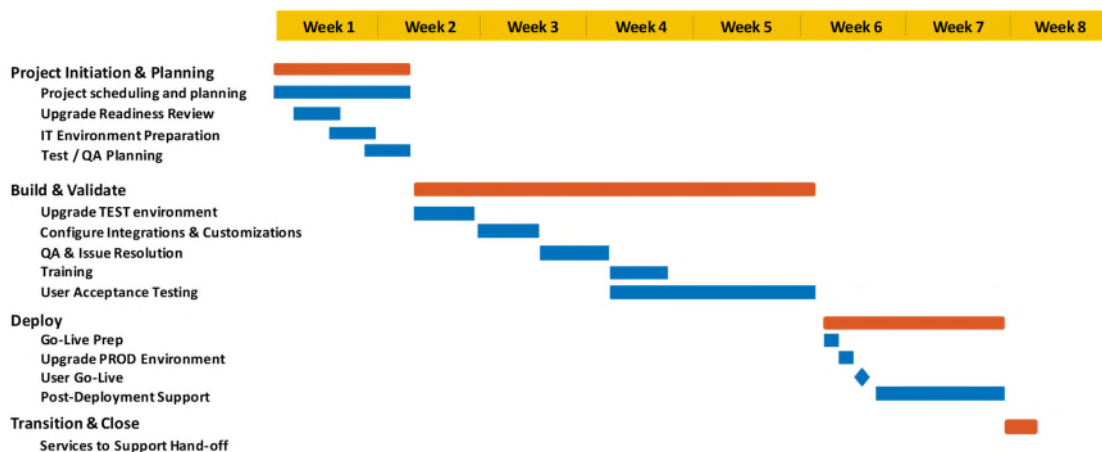 Week 1 Week 2 Week 3 Week 4 Week 5 Week 6 Week 7 Week 8
Project Initiation & Planning
Project scheduling and planning
Upgrade Readiness Review
IT Environment Preparation
Test / QA Planning
Build & Validate
Upgrade TEST environment
Configure Integrations & Customizations
QA & Issue Resolution
Training
User Acceptance Testing
Deploy
Go-Live Prep
Upgrade PROD Environment
User Go-Live
Post-Deployment Support
Transition & Close
Services to Support Hand-off